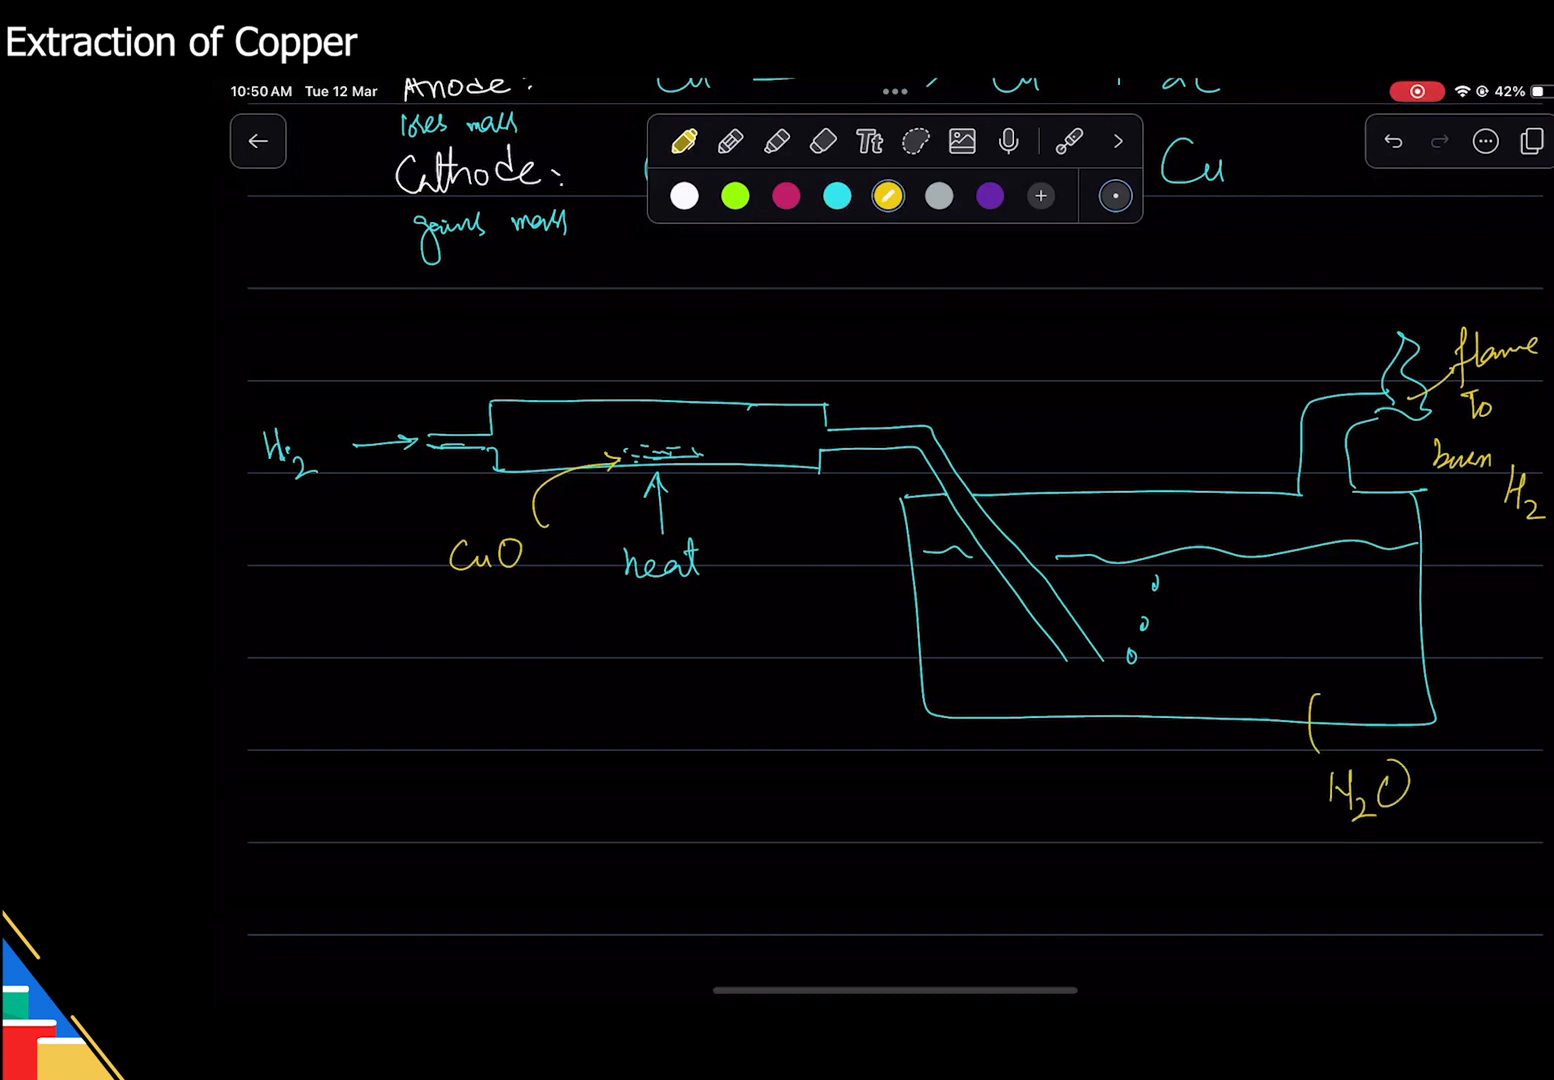 Extraction of Copper
10:50 AM Tue 12 Mar
42%
Anode:
loses mass
Cathode:
Cu
gains mass
Tt
flame
To
burn
H2
H2
CuO
heat
H2O